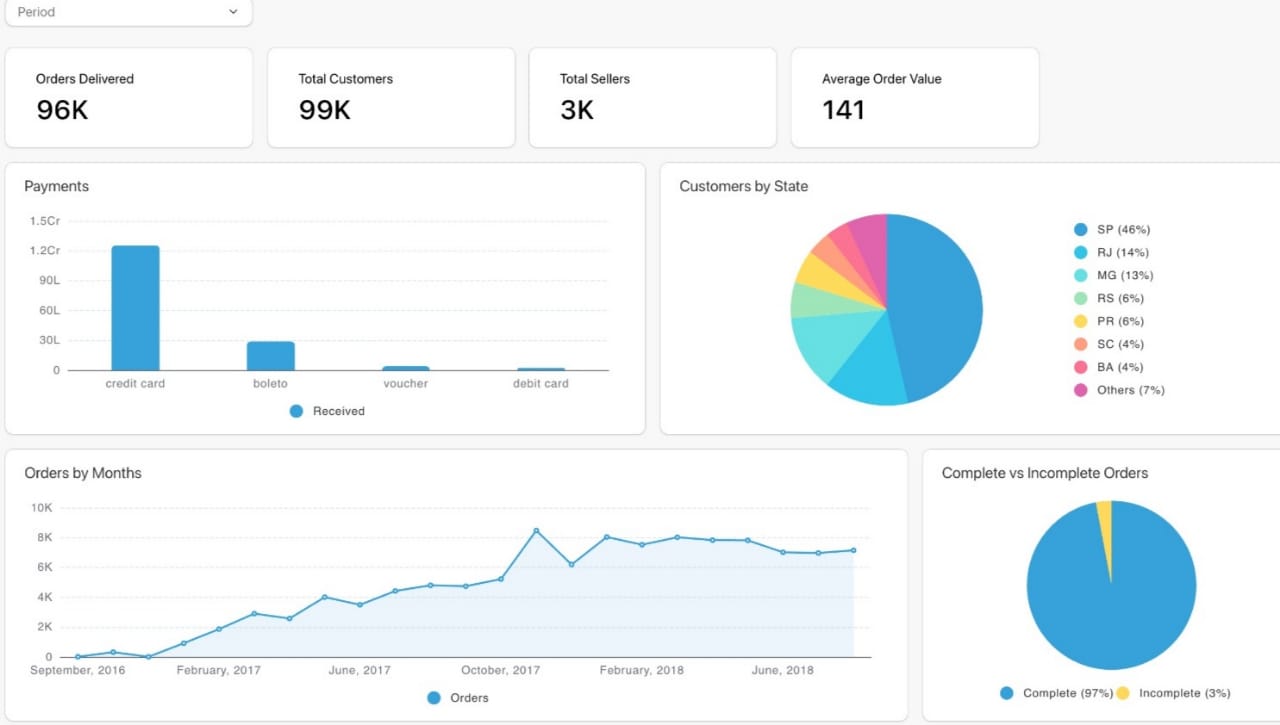 Period
Orders Delivered
96K
Total Customers
99K
Total Sellers
3K
Average Order Value
141
Payments
1.5Cr
1.2Cr
90L
60L
30L
0
credit card
boleto
voucher
debit card
Received
Customers by State
SP (46%)
RJ (14%)
MG (13%)
RS (6%)
PR (6%)
SC (4%)
BA (4%)
Others (7%)
Orders by Months
10K
8K
6K
4K
2K
0
September, 2016
February, 2017
June, 2017
October, 2017
February, 2018
June, 2018
Orders
Complete vs Incomplete Orders
Complete (97%)
Incomplete (3%)